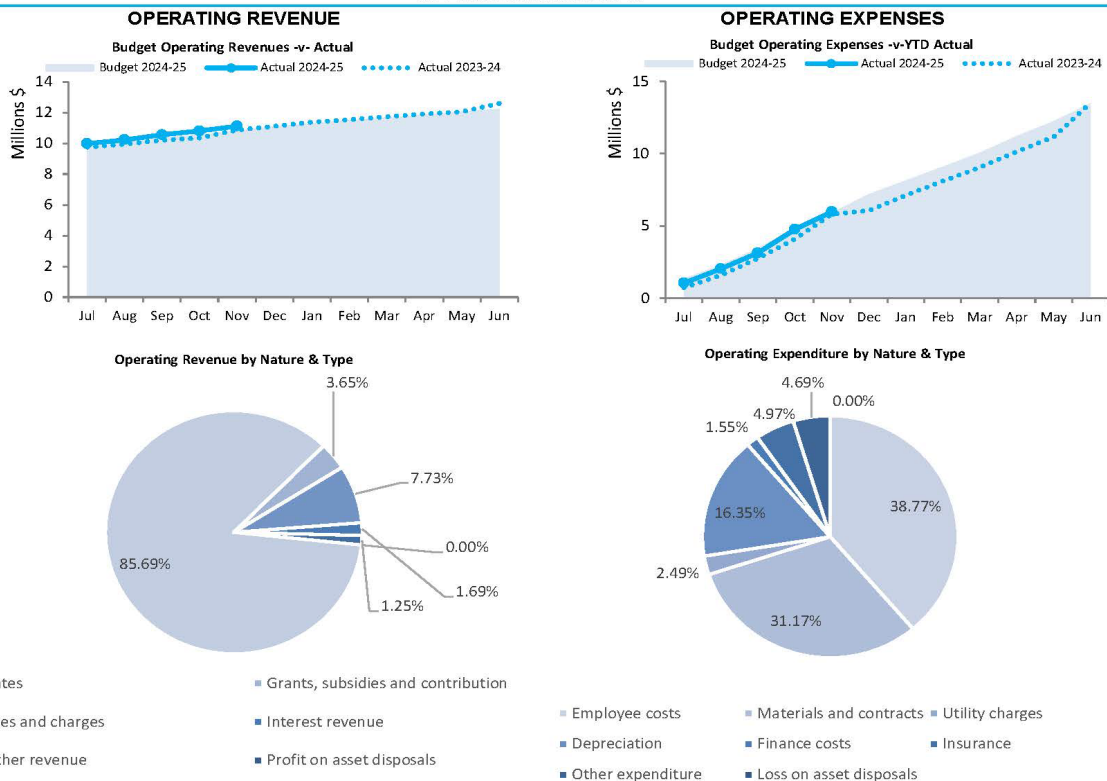 OPERATING REVENUE
Budget Operating Revenues -v- Actual
Budget 2024-25 Actual 2024-25 Actual 2023-24
Millions $
14
12
10
8
6
4
2
0
Jul Aug Sep Oct Nov Dec Jan Feb Mar Apr May Jun
Operating Revenue by Nature & Type
3.65%
7.73%
0.00%
1.69%
1.25%
85.69%
tes
Grants, subsidies and contribution
es and charges
Interest revenue
her revenue
Profit on asset disposals
OPERATING EXPENSES
Budget Operating Expenses -v-YTD Actual
Budget 2024-25 Actual 2024-25 Actual 2023-24
Millions $
15
10
5
0
Jul Aug Sep Oct Nov Dec Jan Feb Mar Apr May Jun
Operating Expenditure by Nature & Type
4.69%
0.00%
4.97%
1.55%
38.77%
16.35%
2.49%
31.17%
Employee costs Materials and contracts Utility charges
Depreciation Finance costs Insurance
Other expenditure Loss on asset disposals